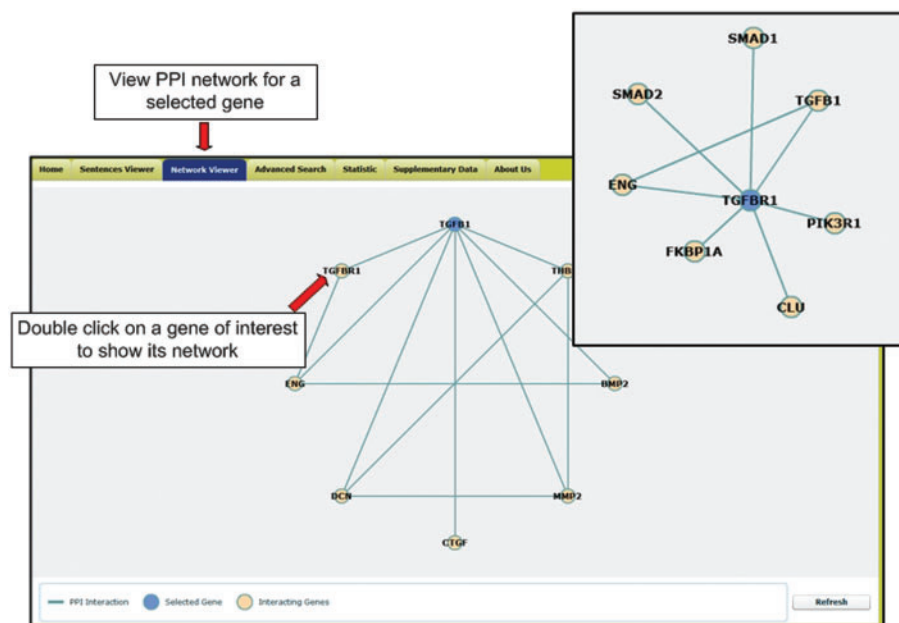 View PPI network for a
selected gene
Home
Sentences Viewer
Network Viewer
Advanced Search
Statistic
Supplementary Data
About Us
TGFB1
TGFBR1
Double click on a gene of interest
to show its network
ENG
BMP2
DCN
MMP2
CTGF
PPI Interaction
Selected Gene
Interacting Genes
Refresh
SMAD1
SMAD2
TGFB1
ENG
TGFBR1
PIK3R1
FKBP1A
CLU